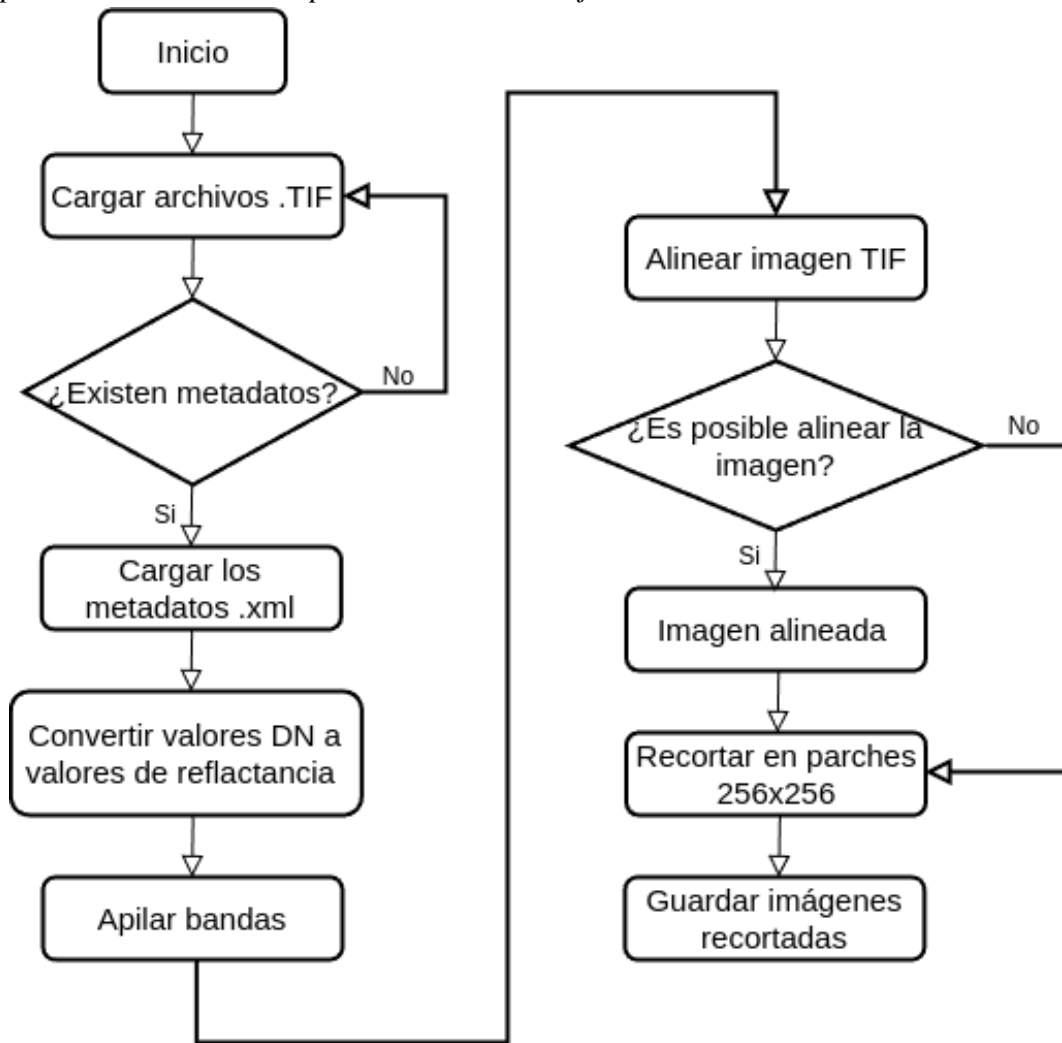 Inicio
Cargar archivos .TIF
¿Existen metadatos?
No
Si
Cargar los
metadatos .xml
Convertir valores DN a
valores de reflactancia
Apilar bandas
Alinear imagen TIF
¿Es posible alinear la
imagen?
No
Si
Imagen alineada
Recortar en parches
256x256
Guardar imágenes
recortadas